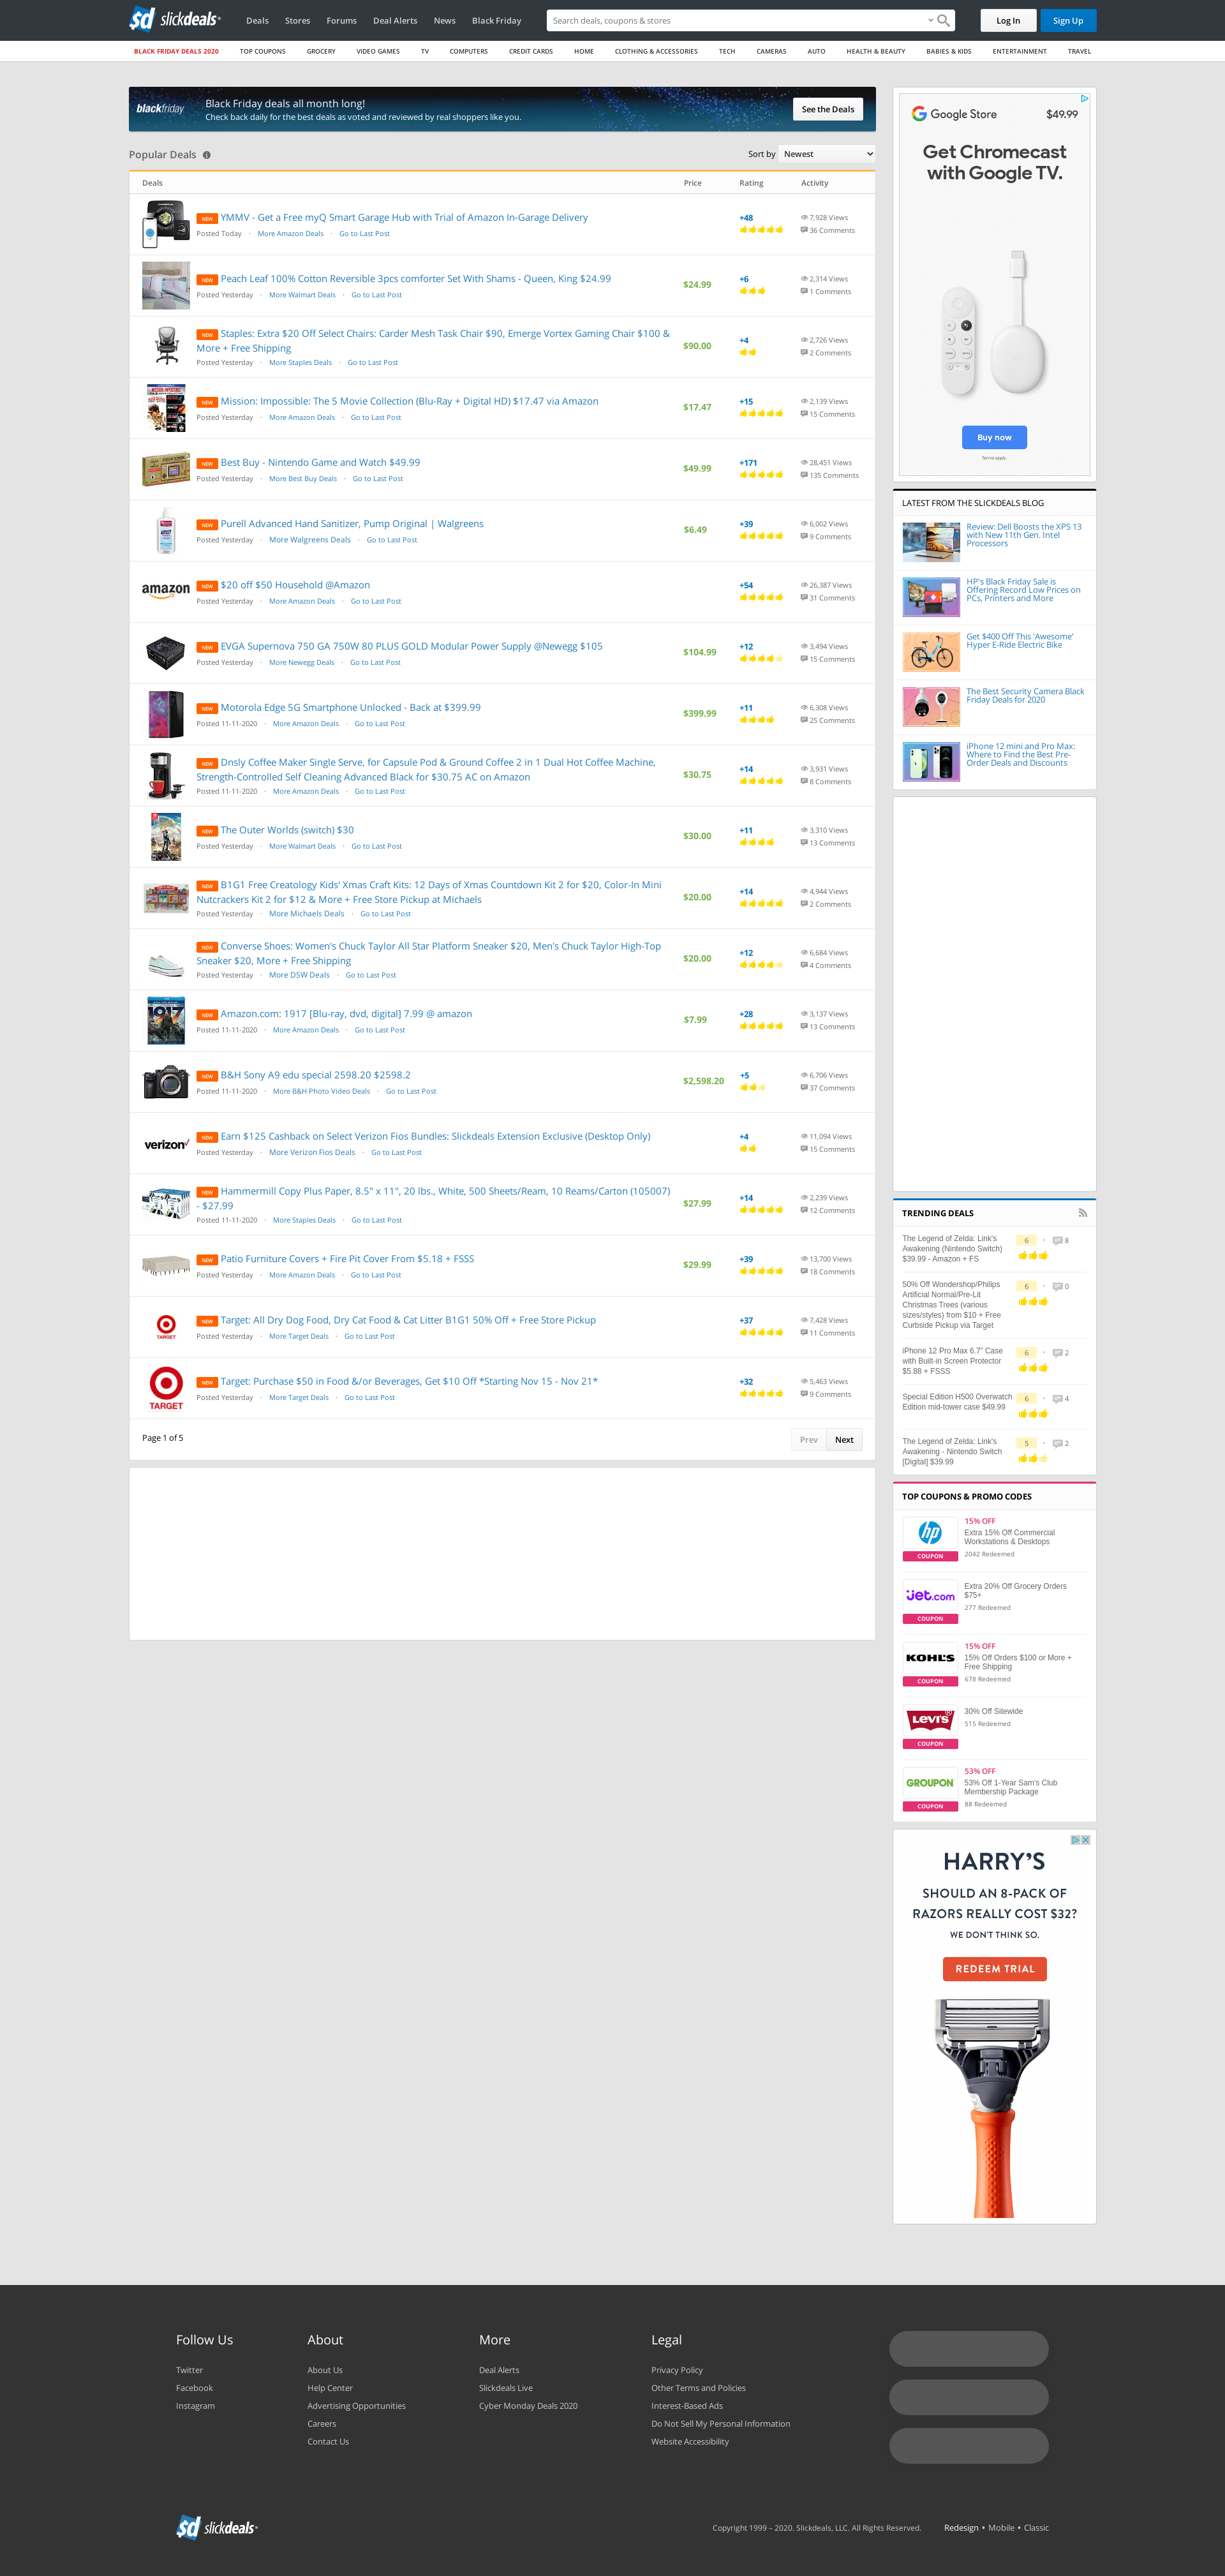 slickdeals
Deals Stores Forums Deal Alerts News Black Friday
Search deals, coupons & stores
Log In Sign Up
BLACK FRIDAY DEALS 2020 TOP COUPONS GROCERY VIDEO GAMES TV COMPUTERS CREDIT CARDS HOME CLOTHING & ACCESSORIES TECH CAMERAS AUTO HEALTH & BEAUTY BABIES & KIDS ENTERTAINMENT TRAVEL
blackfriday
Black Friday deals all month long!
Check back daily for the best deals as voted and reviewed by real shoppers like you.
See the Deals
Popular Deals
Sort by Newest
Deals Price Rating Activity
NEW YMMV - Get a Free myQ Smart Garage Hub with Trial of Amazon In-Garage Delivery
Posted Today · More Amazon Deals · Go to Last Post
+48
7,928 Views
36 Comments
NEW Peach Leaf 100% Cotton Reversible 3pcs comforter Set With Shams - Queen, King $24.99
Posted Yesterday · More Walmart Deals · Go to Last Post
$24.99
+6
2,314 Views
1 Comments
NEW Staples: Extra $20 Off Select Chairs: Carder Mesh Task Chair $90, Emerge Vortex Gaming Chair $100 &
More + Free Shipping
Posted Yesterday · More Staples Deals · Go to Last Post
$90.00
+4
2,726 Views
2 Comments
NEW Mission: Impossible: The 5 Movie Collection (Blu-Ray + Digital HD) $17.47 via Amazon
Posted Yesterday · More Amazon Deals · Go to Last Post
$17.47
+15
2,139 Views
15 Comments
NEW Best Buy - Nintendo Game and Watch $49.99
Posted Yesterday · More Best Buy Deals · Go to Last Post
$49.99
+171
28,451 Views
135 Comments
NEW Purell Advanced Hand Sanitizer, Pump Original | Walgreens
Posted Yesterday · More Walgreens Deals · Go to Last Post
$6.49
+39
6,002 Views
9 Comments
amazon
NEW $20 off $50 Household @Amazon
Posted Yesterday · More Amazon Deals · Go to Last Post
+54
26,387 Views
31 Comments
NEW EVGA Supernova 750 GA 750W 80 PLUS GOLD Modular Power Supply @Newegg $105
Posted Yesterday · More Newegg Deals · Go to Last Post
$104.99
+12
3,494 Views
15 Comments
NEW Motorola Edge 5G Smartphone Unlocked - Back at $399.99
Posted 11-11-2020 · More Amazon Deals · Go to Last Post
$399.99
+11
6,308 Views
25 Comments
NEW Dnsly Coffee Maker Single Serve, for Capsule Pod & Ground Coffee 2 in 1 Dual Hot Coffee Machine,
Strength-Controlled Self Cleaning Advanced Black for $30.75 AC on Amazon
Posted 11-11-2020 · More Amazon Deals · Go to Last Post
$30.75
+14
3,931 Views
8 Comments
NEW The Outer Worlds (switch) $30
Posted Yesterday · More Walmart Deals · Go to Last Post
$30.00
+11
3,310 Views
13 Comments
NEW B1G1 Free Creatology Kids' Xmas Craft Kits: 12 Days of Xmas Countdown Kit 2 for $20, Color-In Mini
Nutcrackers Kit 2 for $12 & More + Free Store Pickup at Michaels
Posted Yesterday · More Michaels Deals · Go to Last Post
$20.00
+14
4,944 Views
2 Comments
NEW Converse Shoes: Women's Chuck Taylor All Star Platform Sneaker $20, Men's Chuck Taylor High-Top
Sneaker $20, More + Free Shipping
Posted Yesterday · More DSW Deals · Go to Last Post
$20.00
+12
6,684 Views
4 Comments
1917
NEW Amazon.com: 1917 [Blu-ray, dvd, digital] 7.99 @ amazon
Posted 11-11-2020 · More Amazon Deals · Go to Last Post
$7.99
+28
3,137 Views
13 Comments
NEW B&H Sony A9 edu special 2598.20 $2598.2
Posted 11-11-2020 · More B&H Photo Video Deals · Go to Last Post
$2,598.20
+5
6,706 Views
37 Comments
verizon
NEW Earn $125 Cashback on Select Verizon Fios Bundles: Slickdeals Extension Exclusive (Desktop Only)
Posted Yesterday · More Verizon Fios Deals · Go to Last Post
+4
11,094 Views
15 Comments
NEW Hammermill Copy Plus Paper, 8.5" x 11", 20 lbs., White, 500 Sheets/Ream, 10 Reams/Carton (105007)
- $27.99
Posted 11-11-2020 · More Staples Deals · Go to Last Post
$27.99
+14
2,239 Views
12 Comments
NEW Patio Furniture Covers + Fire Pit Cover From $5.18 + FSSS
Posted Yesterday · More Amazon Deals · Go to Last Post
$29.99
+39
13,700 Views
18 Comments
TARGET
NEW Target: All Dry Dog Food, Dry Cat Food & Cat Litter B1G1 50% Off + Free Store Pickup
Posted Yesterday · More Target Deals · Go to Last Post
+37
7,428 Views
11 Comments
TARGET
NEW Target: Purchase $50 in Food &/or Beverages, Get $10 Off *Starting Nov 15 - Nov 21*
Posted Yesterday · More Target Deals · Go to Last Post
+32
5,463 Views
9 Comments
Page 1 of 5
Prev Next
Google Store $49.99
Get Chromecast
with Google TV.
Buy now
Terms apply.
LATEST FROM THE SLICKDEALS BLOG
Review: Dell Boosts the XPS 13
with New 11th Gen. Intel
Processors
HP's Black Friday Sale is
Offering Record Low Prices on
PCs, Printers and More
Get $400 Off This 'Awesome'
Hyper E-Ride Electric Bike
The Best Security Camera Black
Friday Deals for 2020
iPhone 12 mini and Pro Max:
Where to Find the Best Pre-
Order Deals and Discounts
TRENDING DEALS
The Legend of Zelda: Link's
Awakening (Nintendo Switch)
$39.99 - Amazon + FS
6 · 8
50% Off Wondershop/Philips
Artificial Normal/Pre-Lit
Christmas Trees (various
sizes/styles) from $10 + Free
Curbside Pickup via Target
6 · 0
iPhone 12 Pro Max 6.7" Case
with Built-in Screen Protector
$5.88 + FSSS
6 · 2
Special Edition H500 Overwatch
Edition mid-tower case $49.99
6 · 4
The Legend of Zelda: Link's
Awakening - Nintendo Switch
[Digital] $39.99
5 · 2
TOP COUPONS & PROMO CODES
hp
COUPON
15% OFF
Extra 15% Off Commercial
Workstations & Desktops
2042 Redeemed
jet.com
COUPON
Extra 20% Off Grocery Orders
$75+
277 Redeemed
KOHL'S
COUPON
15% OFF
15% Off Orders $100 or More +
Free Shipping
678 Redeemed
LEVI'S
COUPON
30% Off Sitewide
515 Redeemed
GROUPON
COUPON
53% OFF
53% Off 1-Year Sam's Club
Membership Package
88 Redeemed
HARRY'S
SHOULD AN 8-PACK OF
RAZORS REALLY COST $32?
WE DON'T THINK SO.
REDEEM TRIAL
Follow Us
Twitter
Facebook
Instagram
About
About Us
Help Center
Advertising Opportunities
Careers
Contact Us
More
Deal Alerts
Slickdeals Live
Cyber Monday Deals 2020
Legal
Privacy Policy
Other Terms and Policies
Interest-Based Ads
Do Not Sell My Personal Information
Website Accessibility
slickdeals
Copyright 1999 – 2020. Slickdeals, LLC. All Rights Reserved.
Redesign • Mobile • Classic